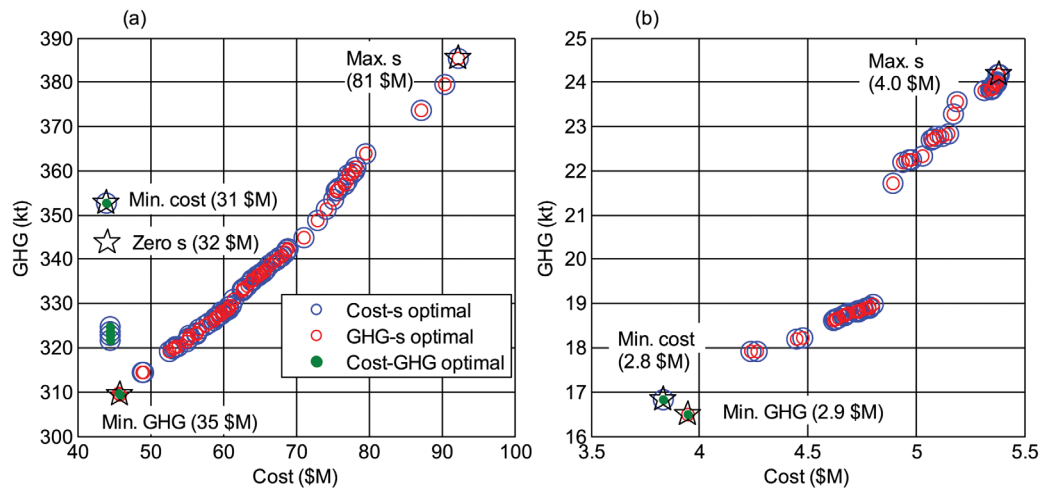 (a)
GHG (kt)
390
380
370
360
350
340
330
320
310
300
Max. s
(81 $M)
Min. cost (31 $M)
Zero s (32 $M)
Cost-s optimal
GHG-s optimal
Cost-GHG optimal
Min. GHG (35 $M)
40 50 60 70 80 90 100
Cost ($M)
(b)
GHG (kt)
25
24
23
22
21
20
19
18
17
16
Max. s
(4.0 $M)
Min. cost
(2.8 $M)
Min. GHG (2.9 $M)
3.5 4 4.5 5 5.5
Cost ($M)